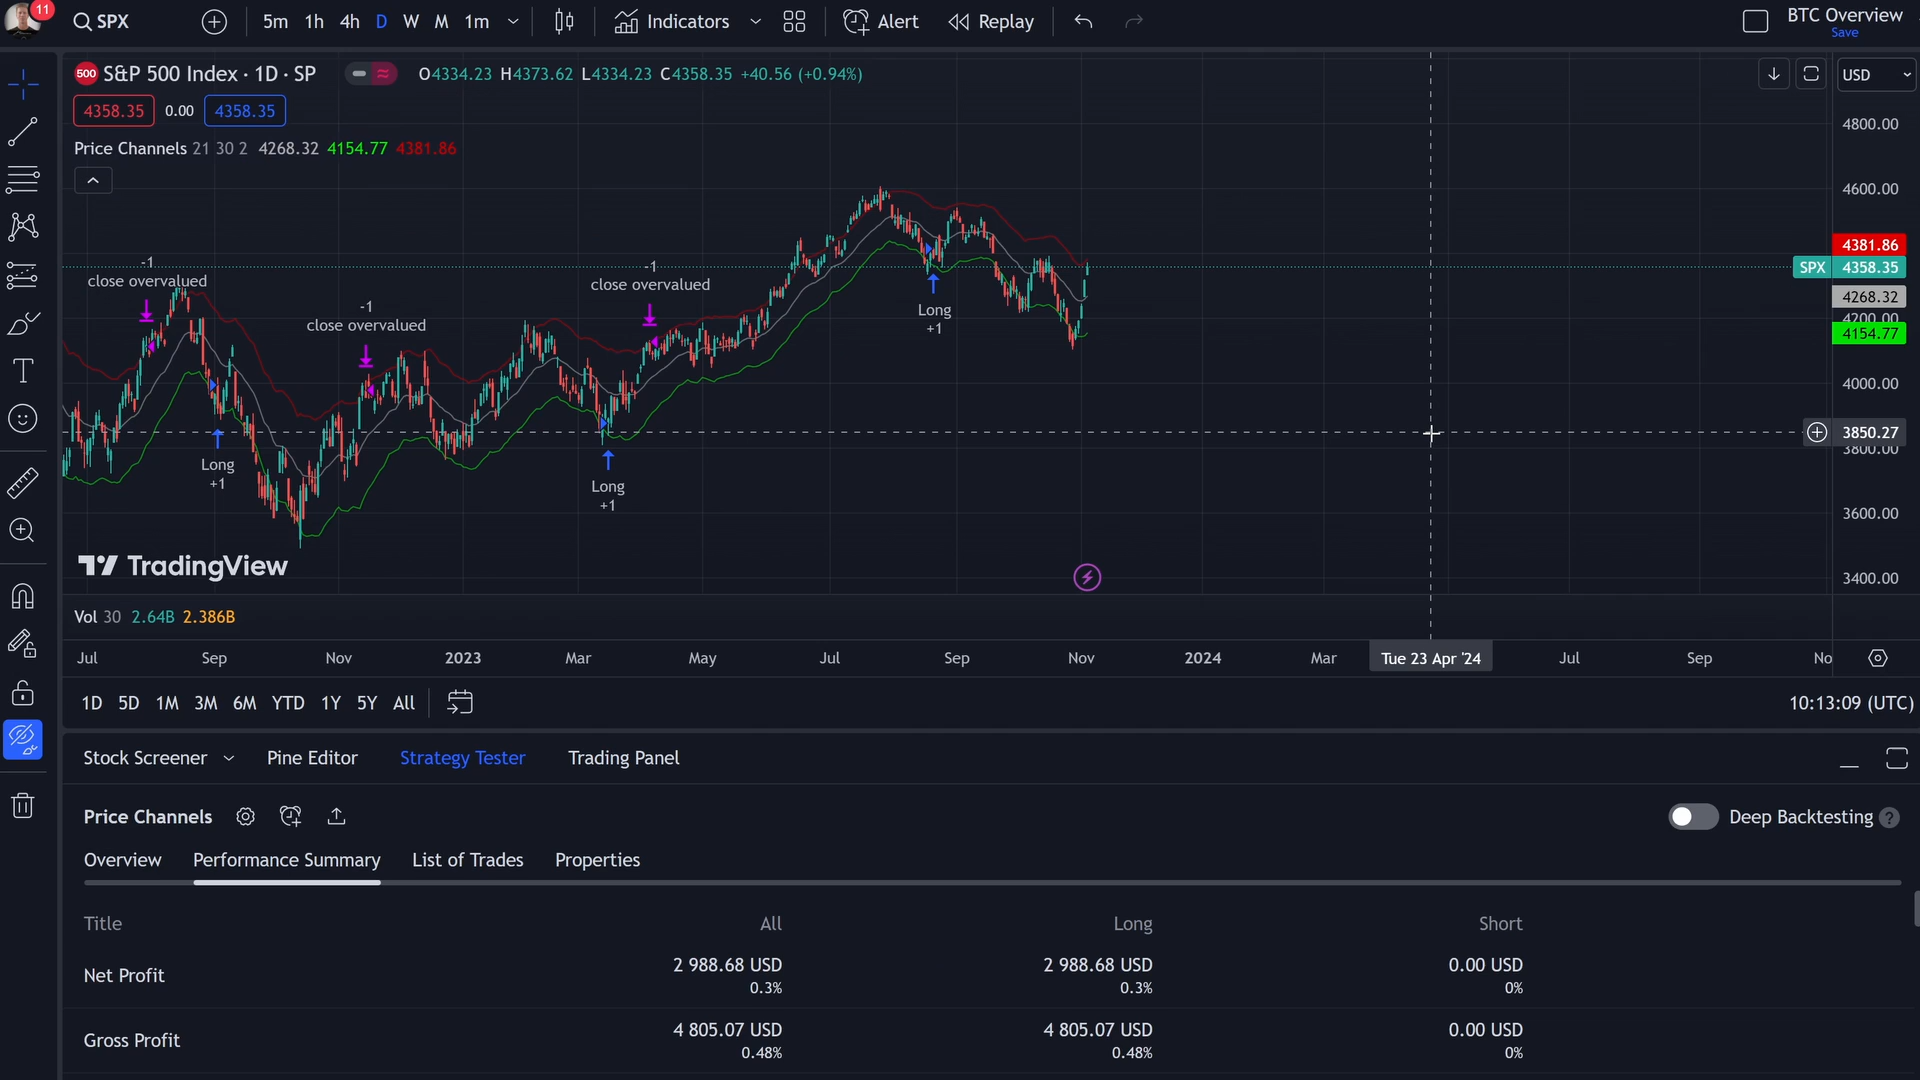 11
SPX
5m 1h 4h D W M 1m
Indicators
Alert
Replay
BTC Overview
Save
500 S&P 500 Index · 1D · SP
O4334.23 H4373.62 L4334.23 C4358.35 +40.56 (+0.94%)
USD
4358.35 0.00 4358.35
Price Channels 21 30 2 4268.32 4154.77 4381.86
4800.00
4600.00
4381.86
SPX 4358.35
4268.32
4200.00
4154.77
4000.00
3850.27
3800.00
3600.00
3400.00
-1
close overvalued
-1
close overvalued
-1
close overvalued
Long
+1
Long
+1
Long
+1
TradingView
Vol 30 2.64B 2.386B
Jul Sep Nov 2023 Mar May Jul Sep Nov 2024 Mar Tue 23 Apr '24 Jul Sep No
1D 5D 1M 3M 6M YTD 1Y 5Y All
10:13:09 (UTC)
Stock Screener Pine Editor Strategy Tester Trading Panel
Price Channels
Deep Backtesting ?
Overview Performance Summary List of Trades Properties
Title All Long Short
Net Profit 2 988.68 USD 2 988.68 USD 0.00 USD
0.3% 0.3% 0%
Gross Profit 4 805.07 USD 4 805.07 USD 0.00 USD
0.48% 0.48% 0%